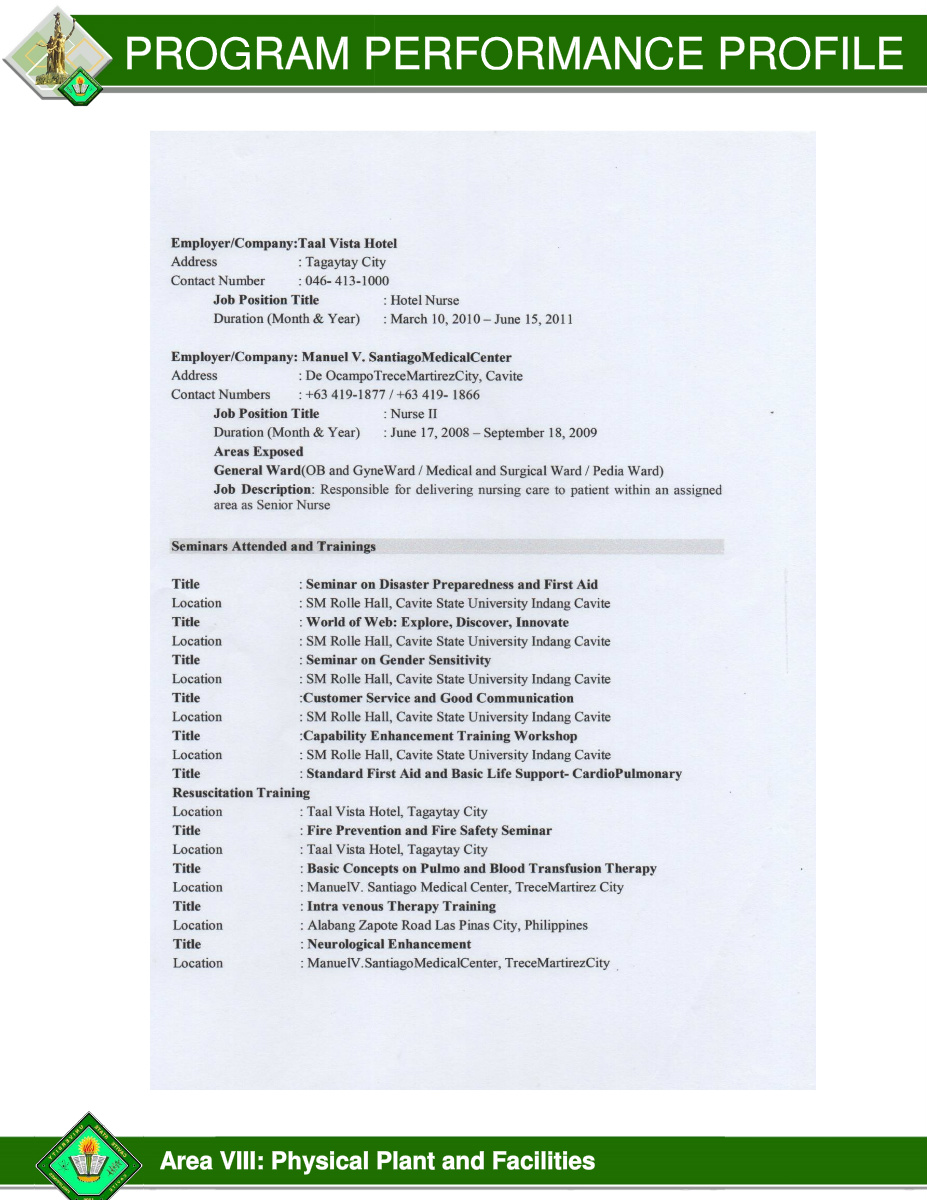 PROGRAM PERFORMANCE PROFILE
Employer/Company:Taal Vista Hotel
Address : Tagaytay City
Contact Number : 046- 413-1000
Job Position Title : Hotel Nurse
Duration (Month & Year) : March 10, 2010 – June 15, 2011
Employer/Company: Manuel V. SantiagoMedicalCenter
Address : De OcampoTreceMartirezCity, Cavite
Contact Numbers : +63 419-1877 / +63 419- 1866
Job Position Title : Nurse II
Duration (Month & Year) : June 17, 2008 – September 18, 2009
Areas Exposed
General Ward(OB and GyneWard / Medical and Surgical Ward / Pedia Ward)
Job Description: Responsible for delivering nursing care to patient within an assigned
area as Senior Nurse
Seminars Attended and Trainings
Title : Seminar on Disaster Preparedness and First Aid
Location : SM Rolle Hall, Cavite State University Indang Cavite
Title : World of Web: Explore, Discover, Innovate
Location : SM Rolle Hall, Cavite State University Indang Cavite
Title : Seminar on Gender Sensitivity
Location : SM Rolle Hall, Cavite State University Indang Cavite
Title :Customer Service and Good Communication
Location : SM Rolle Hall, Cavite State University Indang Cavite
Title :Capability Enhancement Training Workshop
Location : SM Rolle Hall, Cavite State University Indang Cavite
Title : Standard First Aid and Basic Life Support- CardioPulmonary
Resuscitation Training
Location : Taal Vista Hotel, Tagaytay City
Title : Fire Prevention and Fire Safety Seminar
Location : Taal Vista Hotel, Tagaytay City
Title : Basic Concepts on Pulmo and Blood Transfusion Therapy
Location : ManuelV. Santiago Medical Center, TreceMartirez City
Title : Intra venous Therapy Training
Location : Alabang Zapote Road Las Pinas City, Philippines
Title : Neurological Enhancement
Location : ManuelV.SantiagoMedicalCenter, TreceMartirezCity
Area VIII: Physical Plant and Facilities